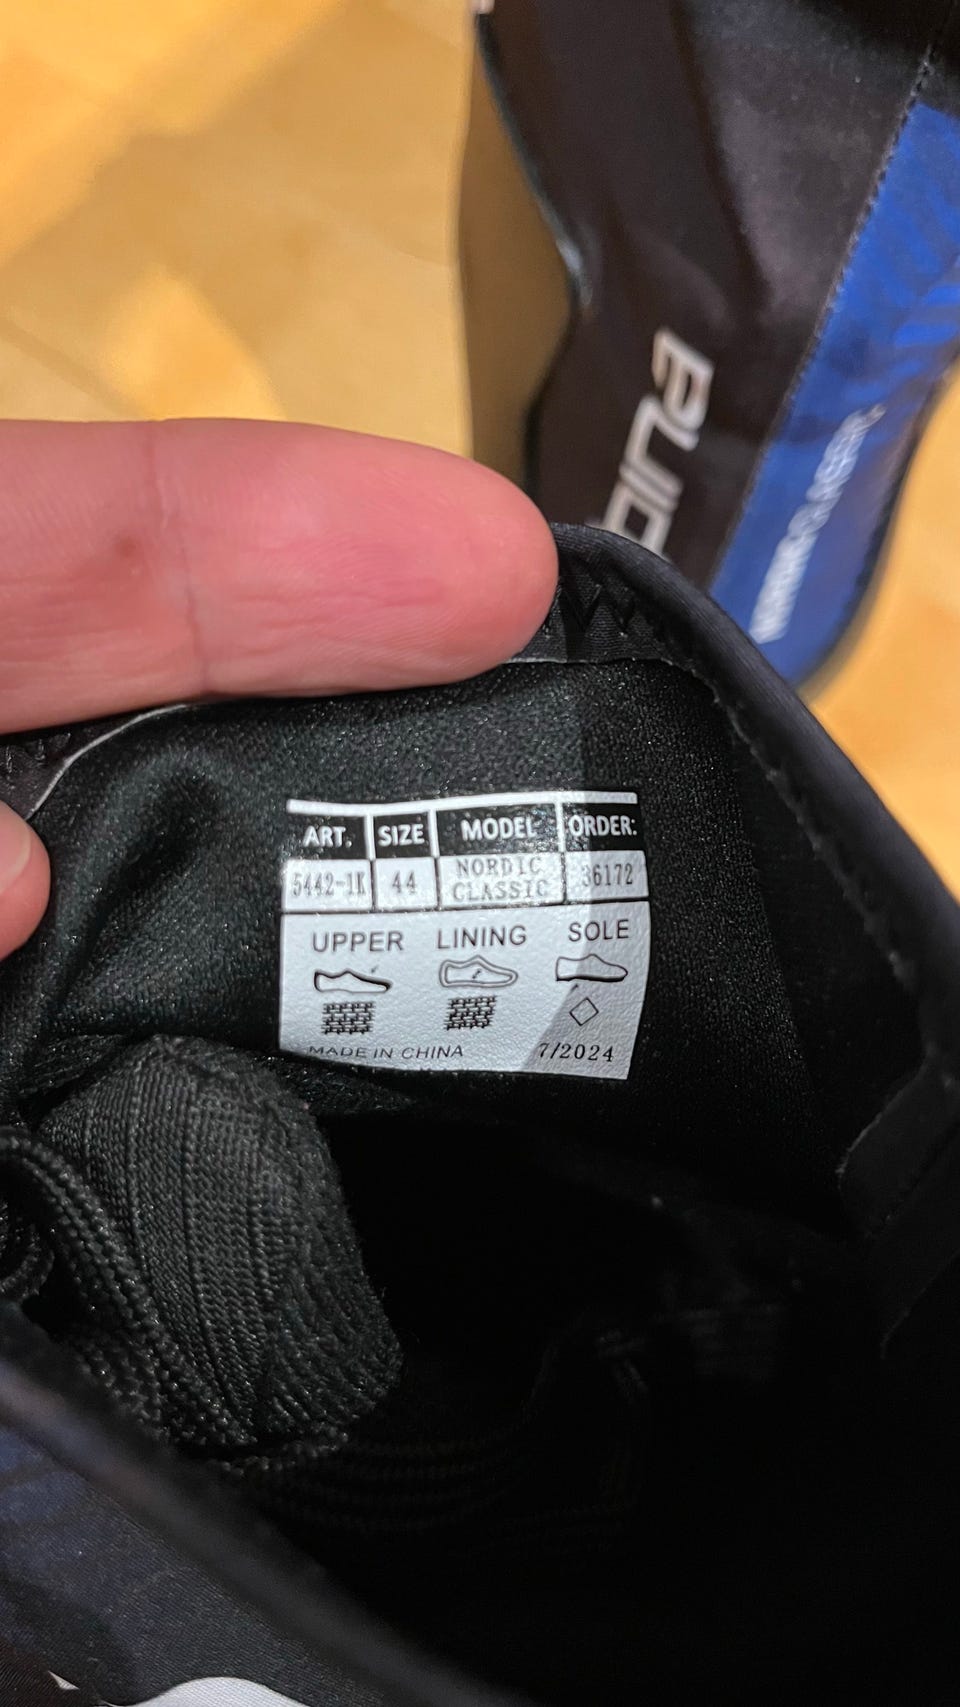 ART. SIZE MODEL ORDER:
5442-1K 44 NORDIC CLASSIC 36172
UPPER LINING SOLE
MADE IN CHINA 7/2024